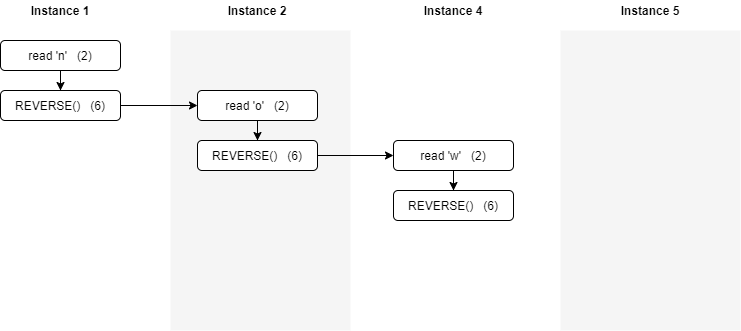 Instance 1
Instance 2
Instance 4
Instance 5
read 'n' (2)
REVERSE() (6)
read 'o' (2)
REVERSE() (6)
read 'w' (2)
REVERSE() (6)